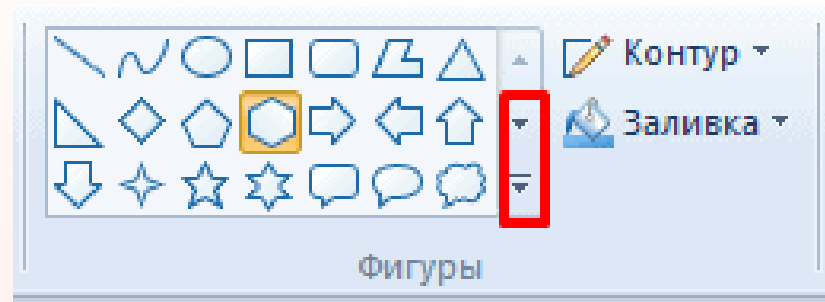 Контур
Заливка
Фигуры